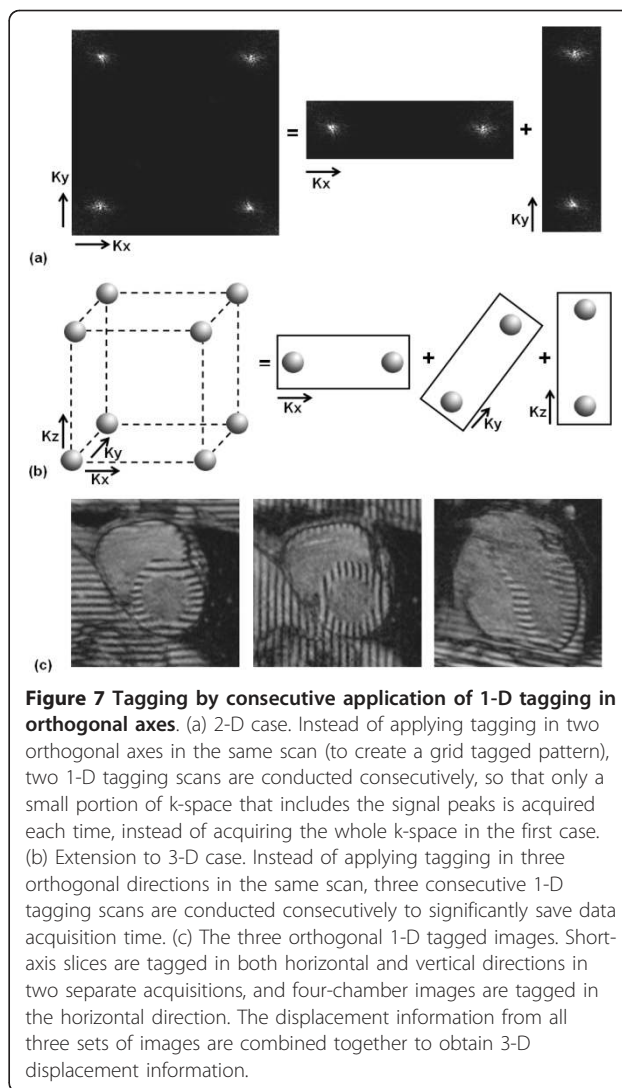 Ky
Kx
=
Kx
+
Ky
(a)
Kz
Ky
Kx
=
Kx
+
Ky
+
Kz
(b)
(c)
Figure 7 Tagging by consecutive application of 1-D tagging in
orthogonal axes. (a) 2-D case. Instead of applying tagging in two
orthogonal axes in the same scan (to create a grid tagged pattern),
two 1-D tagging scans are conducted consecutively, so that only a
small portion of k-space that includes the signal peaks is acquired
each time, instead of acquiring the whole k-space in the first case.
(b) Extension to 3-D case. Instead of applying tagging in three
orthogonal directions in the same scan, three consecutive 1-D
tagging scans are conducted consecutively to significantly save data
acquisition time. (c) The three orthogonal 1-D tagged images. Short-
axis slices are tagged in both horizontal and vertical directions in
two separate acquisitions, and four-chamber images are tagged in
the horizontal direction. The displacement information from all
three sets of images are combined together to obtain 3-D
displacement information.